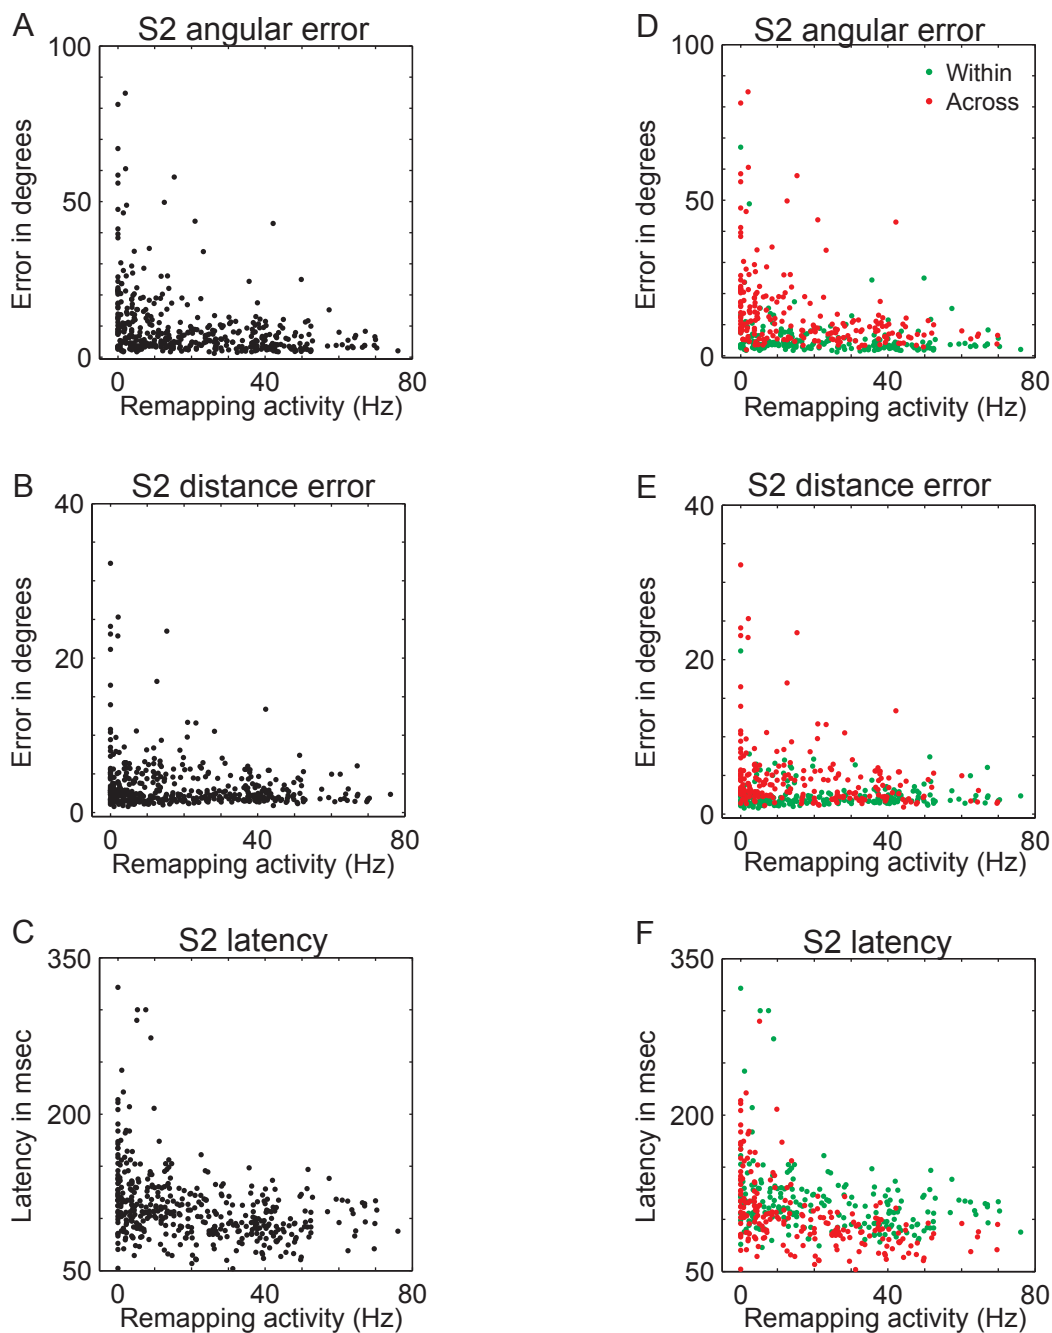 A
S2 angular error
100
50
0
Error in degrees
0 40 80
Remapping activity (Hz)
B
S2 distance error
40
20
0
Error in degrees
0 40 80
Remapping activity (Hz)
C
S2 latency
350
200
50
Latency in msec
0 40 80
Remapping activity (Hz)
D
S2 angular error
Within
Across
100
50
0
Error in degrees
0 40 80
Remapping activity (Hz)
E
S2 distance error
40
20
0
Error in degrees
0 40 80
Remapping activity (Hz)
F
S2 latency
350
200
50
Latency in msec
0 40 80
Remapping activity (Hz)